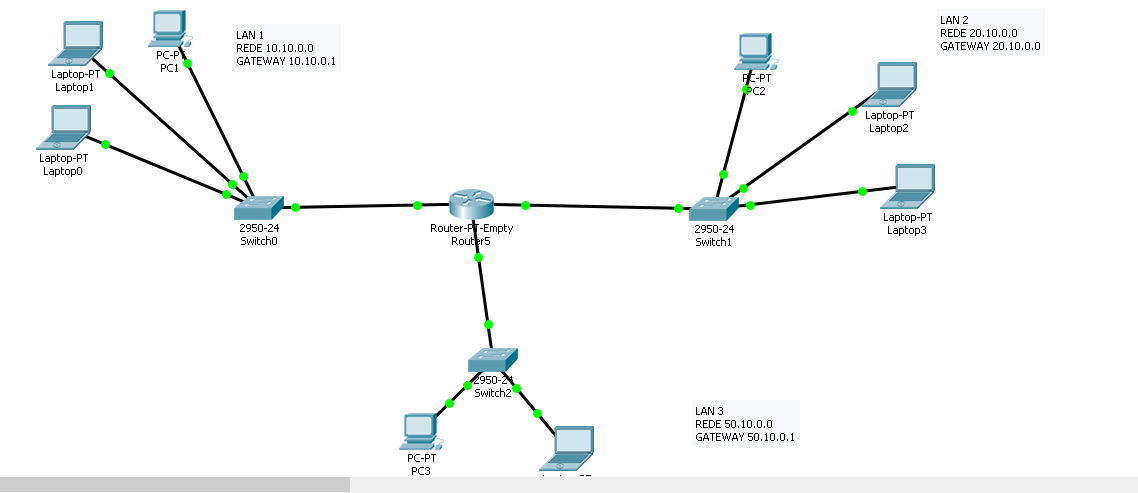 LAN 1
REDE 10.10.0.0
GATEWAY 10.10.0.1
LAN 2
REDE 20.10.0.0
GATEWAY 20.10.0.0
PC-PT
PC1
Laptop-PT
Laptop1
Laptop-PT
Laptop0
PC-PT
PC2
Laptop-PT
Laptop2
Laptop-PT
Laptop3
2950-24
Switch0
Router-PT-Empty
Router5
2950-24
Switch1
2950-24
Switch2
LAN 3
REDE 50.10.0.0
GATEWAY 50.10.0.1
PC-PT
PC3